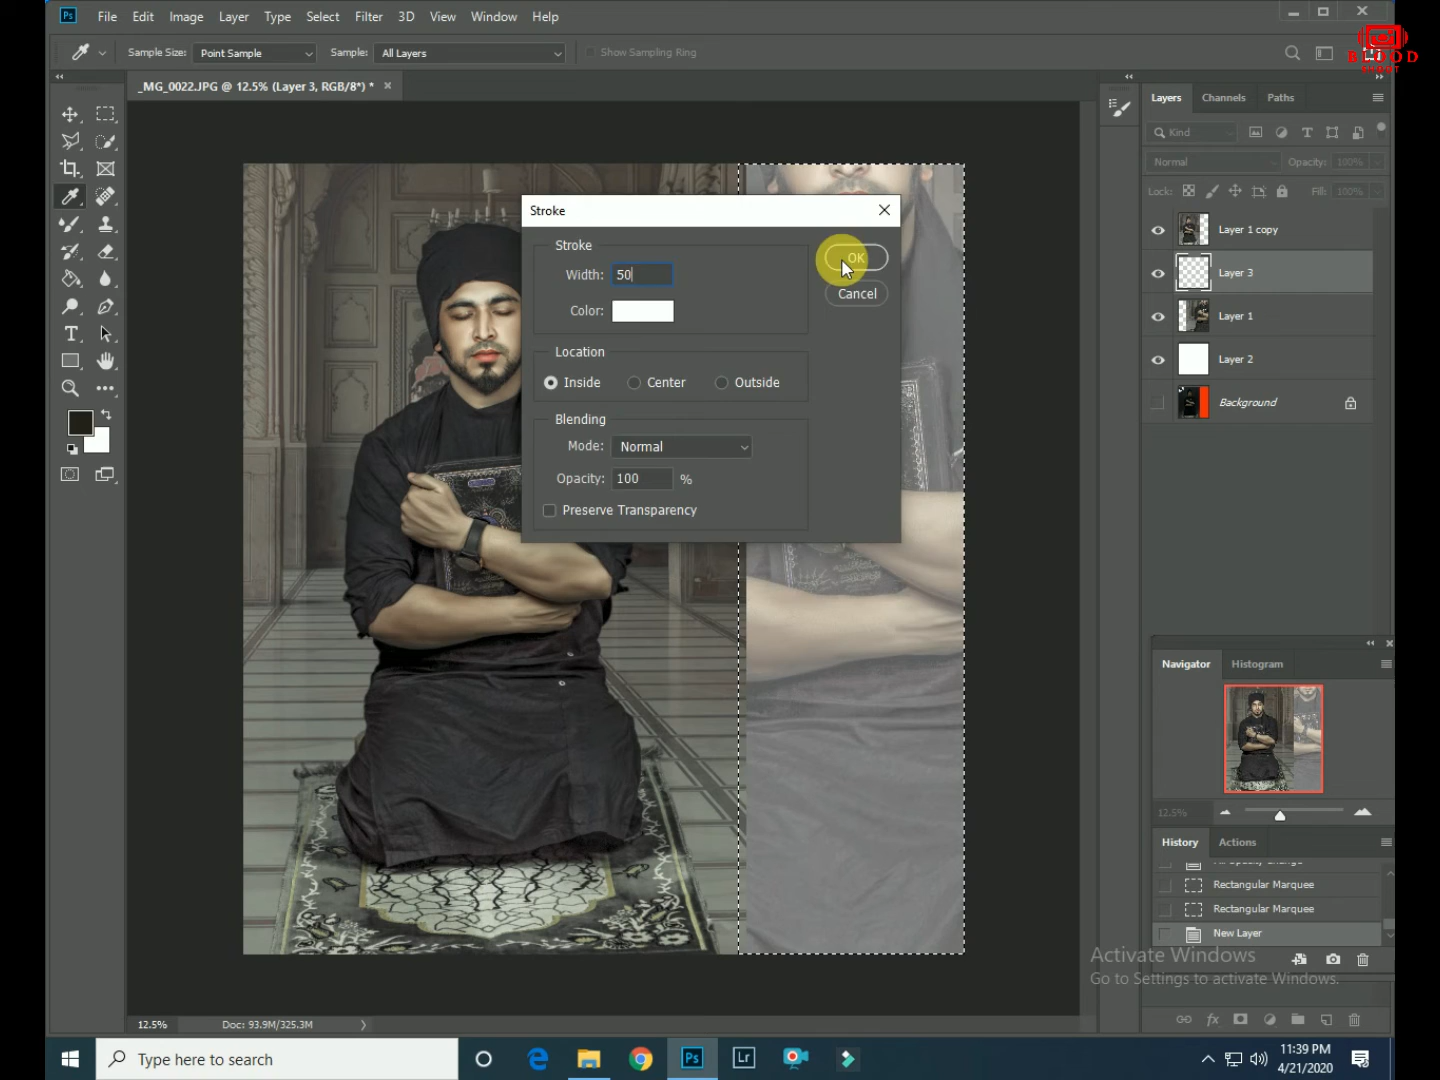 Ps File Edit Image Layer Type Select Filter 3D View Window Help
Sample Size: Point Sample Sample: All Layers Show Sampling Ring
BLOOD
_MG_0022.JPG @ 12.5% (Layer 3, RGB/8*) *
Layers Channels Paths
Kind
Normal Opacity: 100%
Lock: Fill: 100%
Layer 1 copy
Layer 3
Layer 1
Layer 2
Background
Stroke
Stroke
Width: 50
OK
Color:
Cancel
Location
Inside Center Outside
Blending
Mode: Normal
Opacity: 100 %
Preserve Transparency
Navigator Histogram
12.5%
History Actions
Rectangular Marquee
Rectangular Marquee
New Layer
Activate Windows
Go to Settings to activate Windows.
12.5% Doc: 93.9M/325.3M
Type here to search
Ps Lr
11:39 PM
4/21/2020